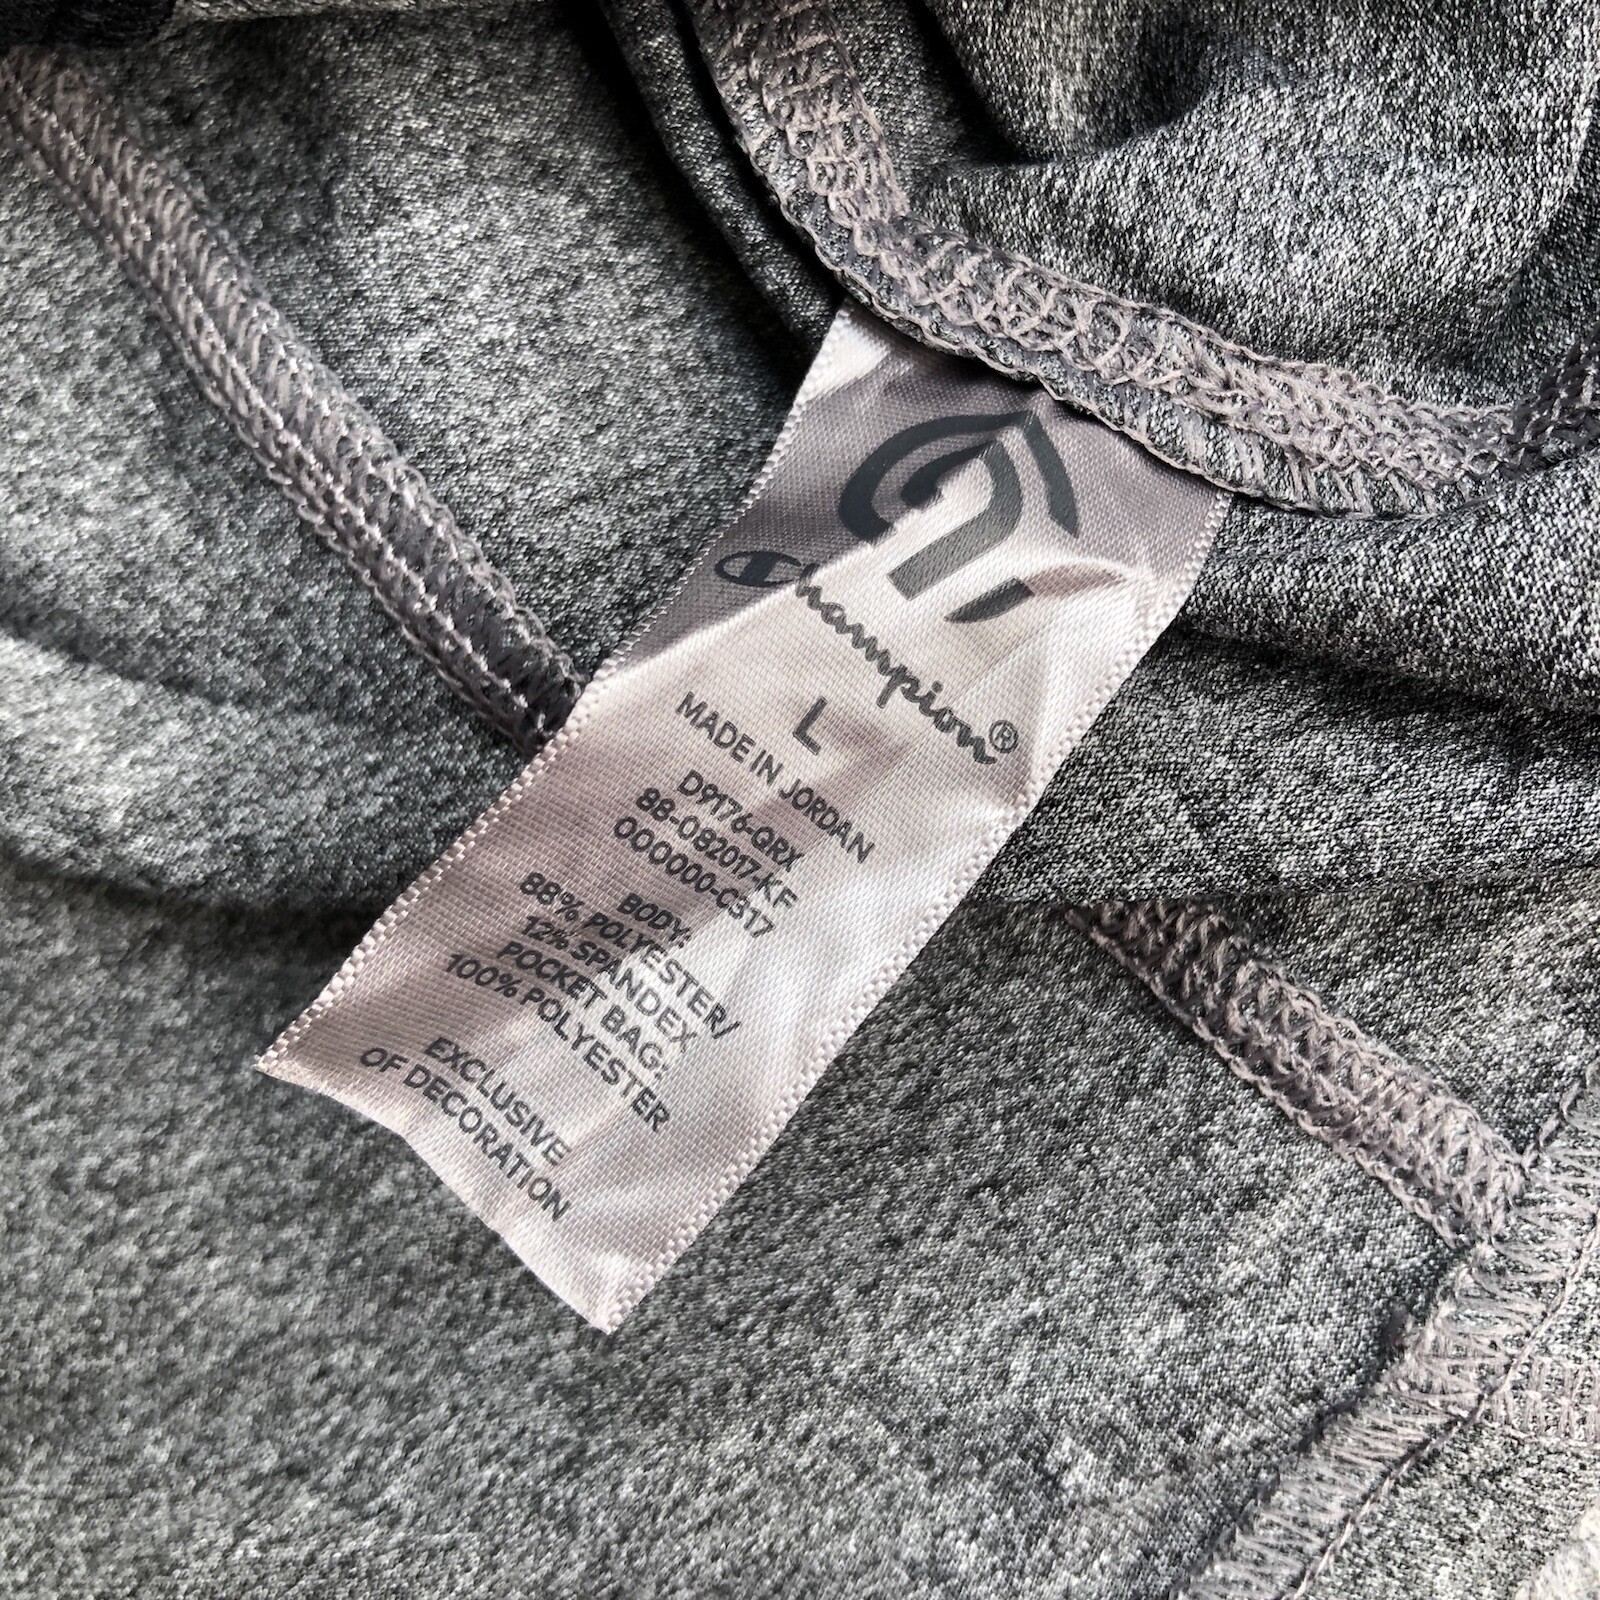 Champion®
L
MADE IN JORDAN
D9176-QRX
88-082017-KF
000000-C317
BODY:
88% POLYESTER/
12% SPANDEX
POCKET BAG:
100% POLYESTER
EXCLUSIVE
OF DECORATION